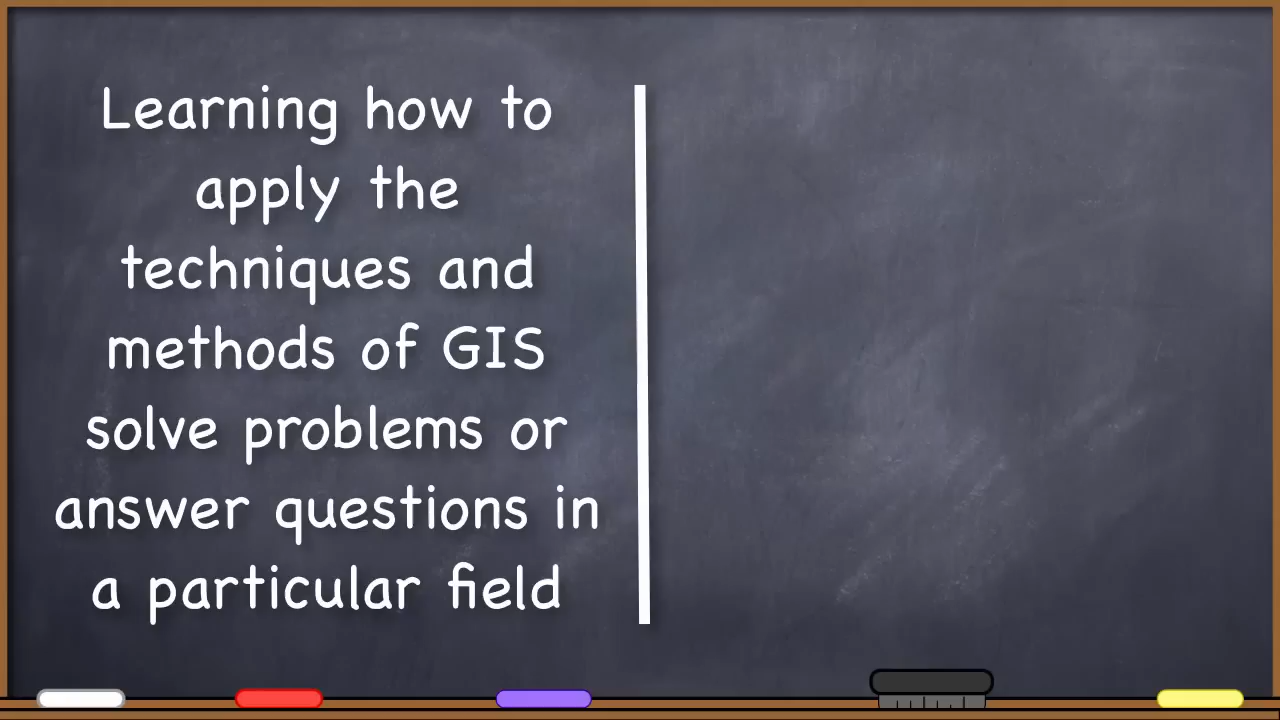 Learning how to
apply the
techniques and
methods of GIS
solve problems or
answer questions in
a particular field